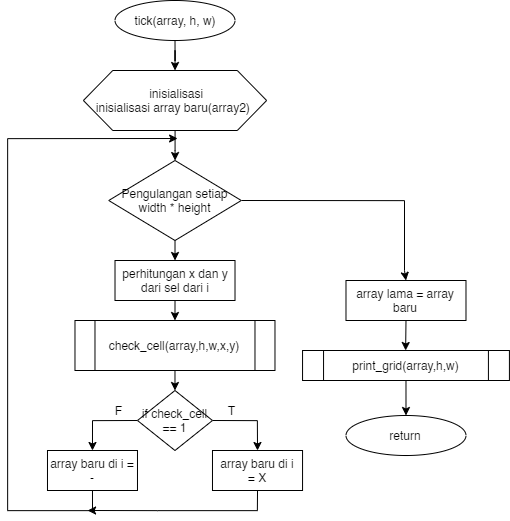 tick(array, h, w)
inisialisasi
inisialisasi array baru(array2)
Pengulangan setiap
width * height
perhitungan x dan y
dari sel dari i
array lama = array
baru
check_cell(array,h,w,x,y)
print_grid(array,h,w)
F
if check_cell
== 1
T
return
array baru di i =
-
array baru di i
= X